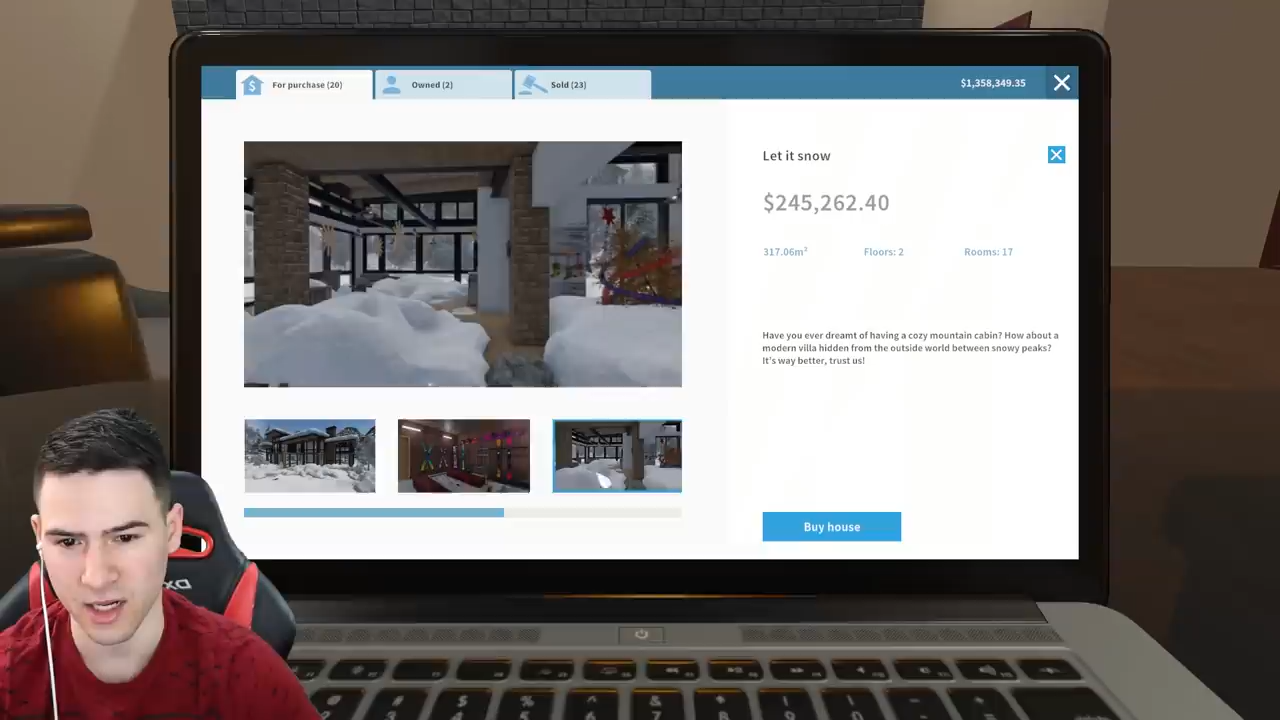 For purchase (20)
Owned (2)
Sold (23)
$1,358,349.35
Let it snow
$245,262.40
317.06m²
Floors: 2
Rooms: 17
Have you ever dreamt of having a cozy mountain cabin? How about a
modern villa hidden from the outside world between snowy peaks?
It's way better, trust us!
Buy house